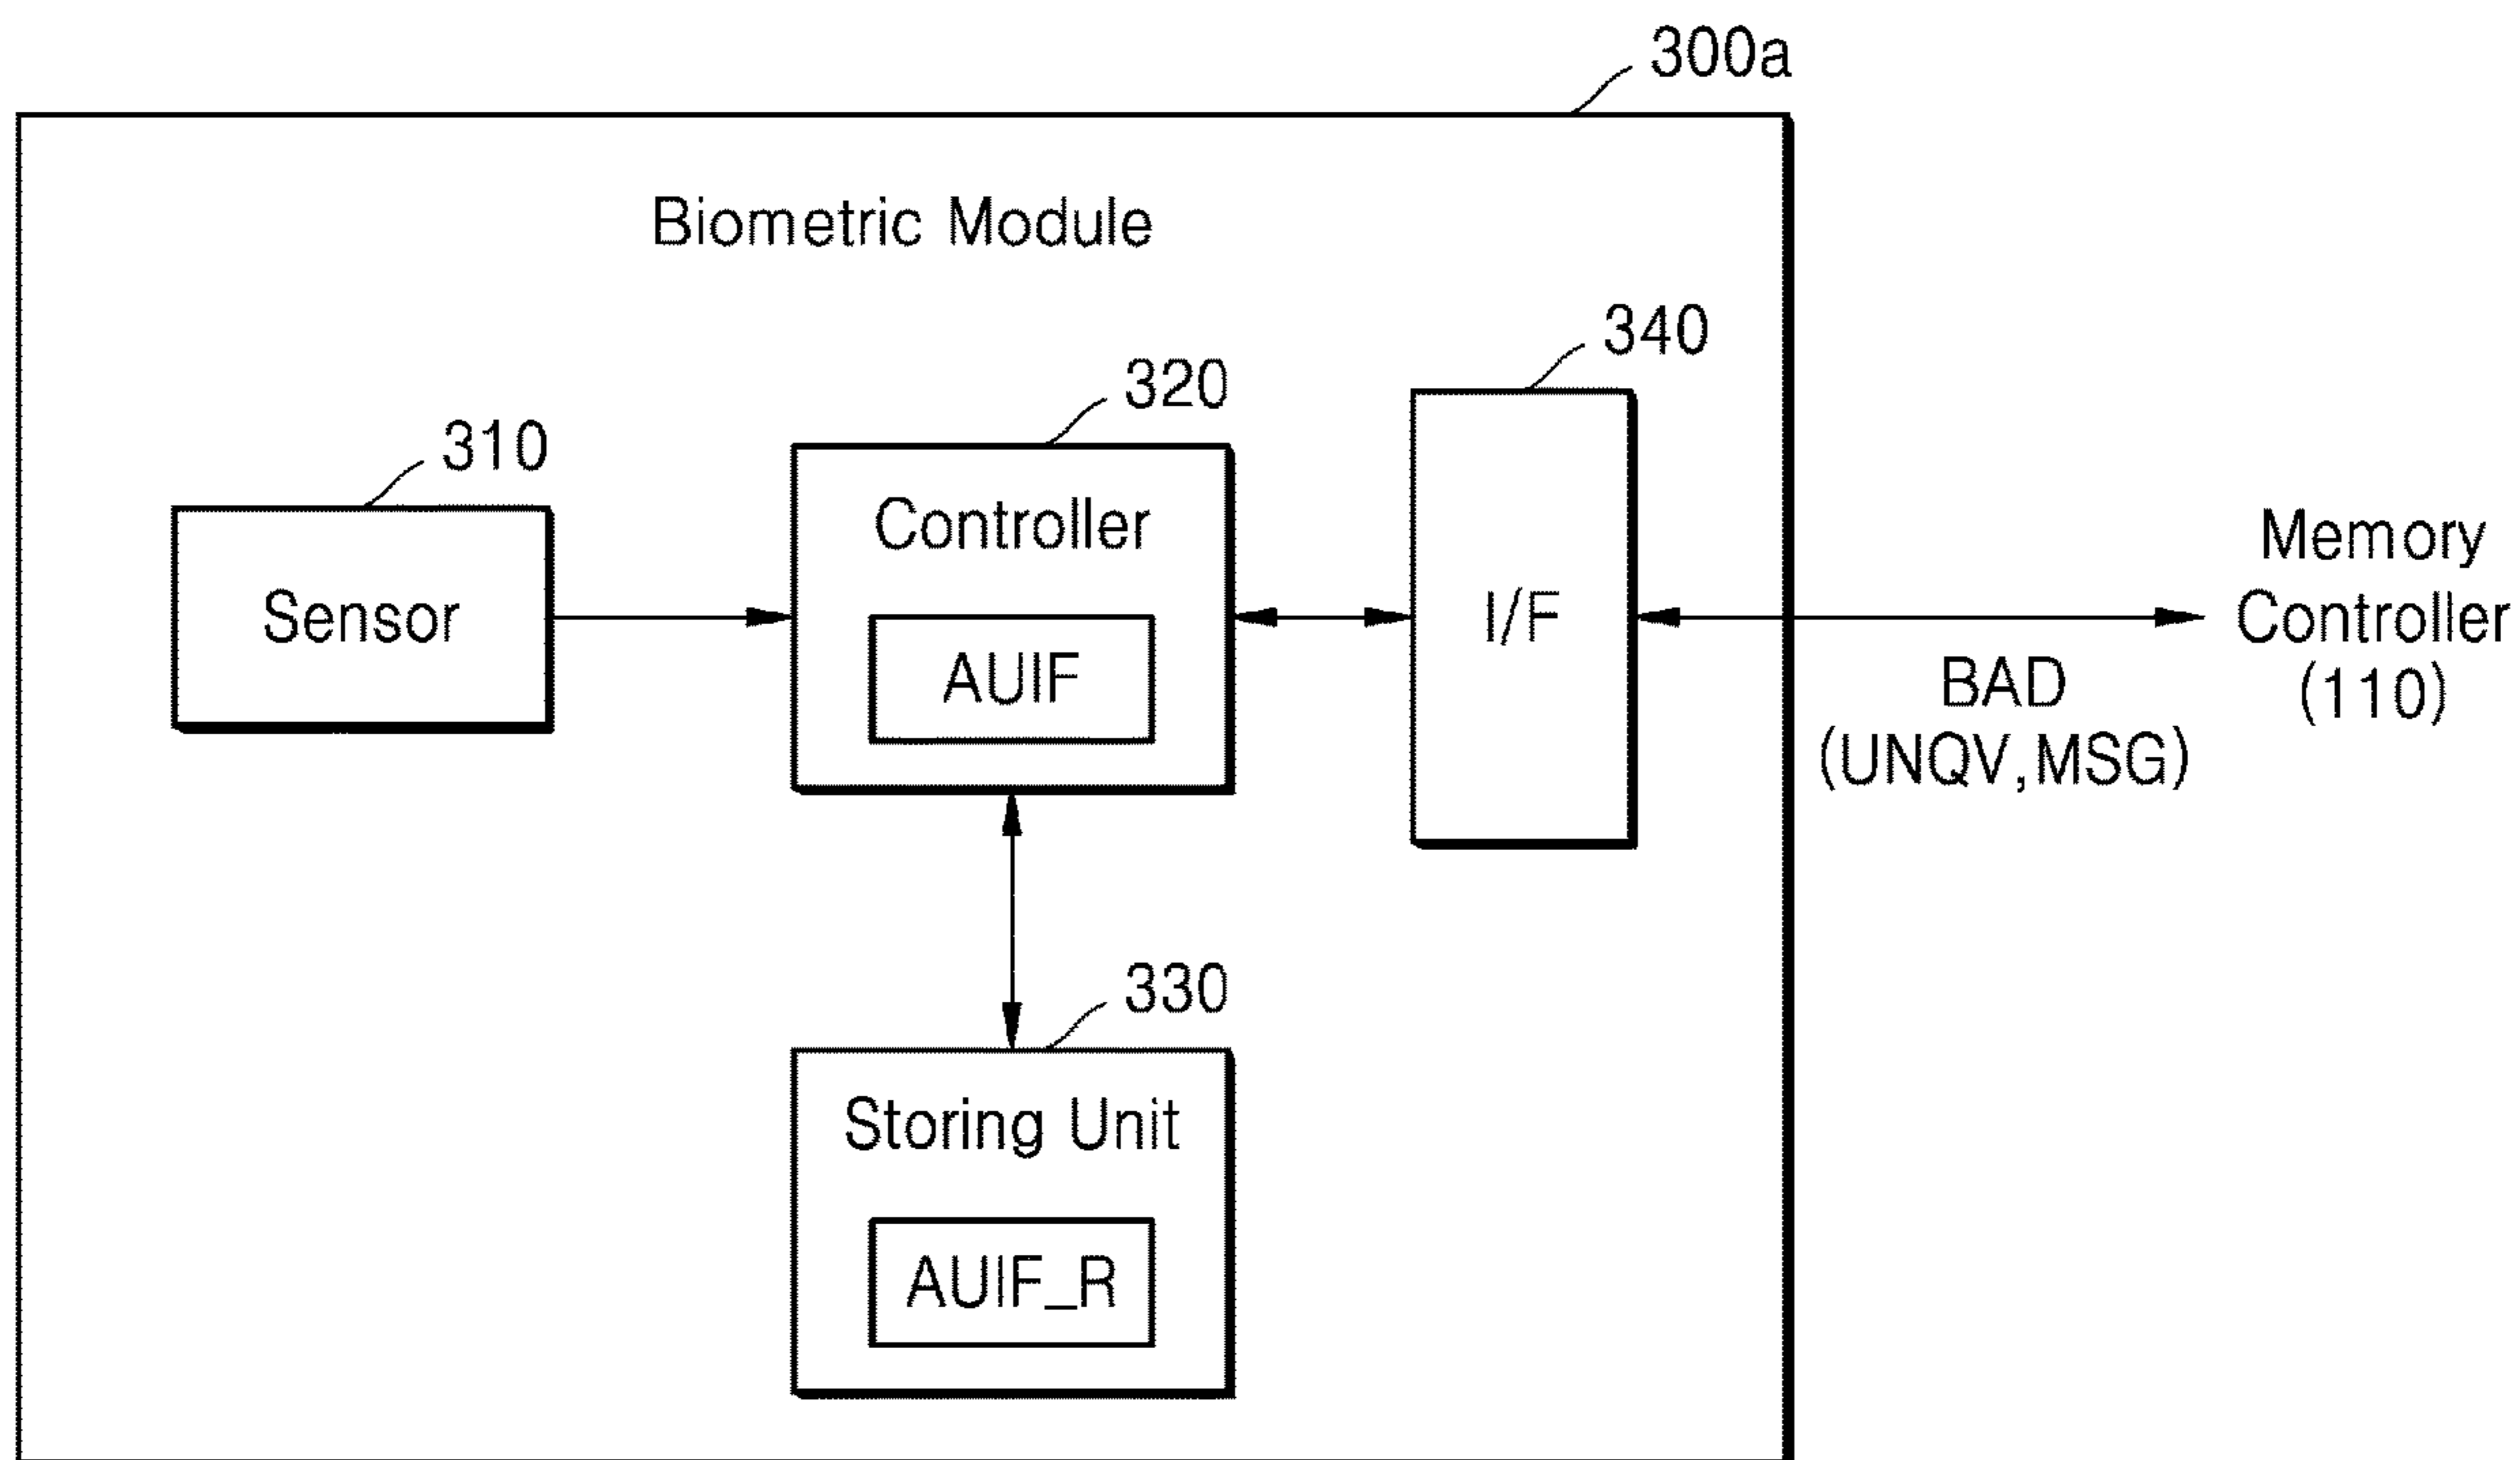 300a
Biometric Module
340
320
310
Controller
Sensor
AUIF
I/F
Memory
Controller
(110)
BAD
(UNQV,MSG)
330
Storing Unit
AUIF_R